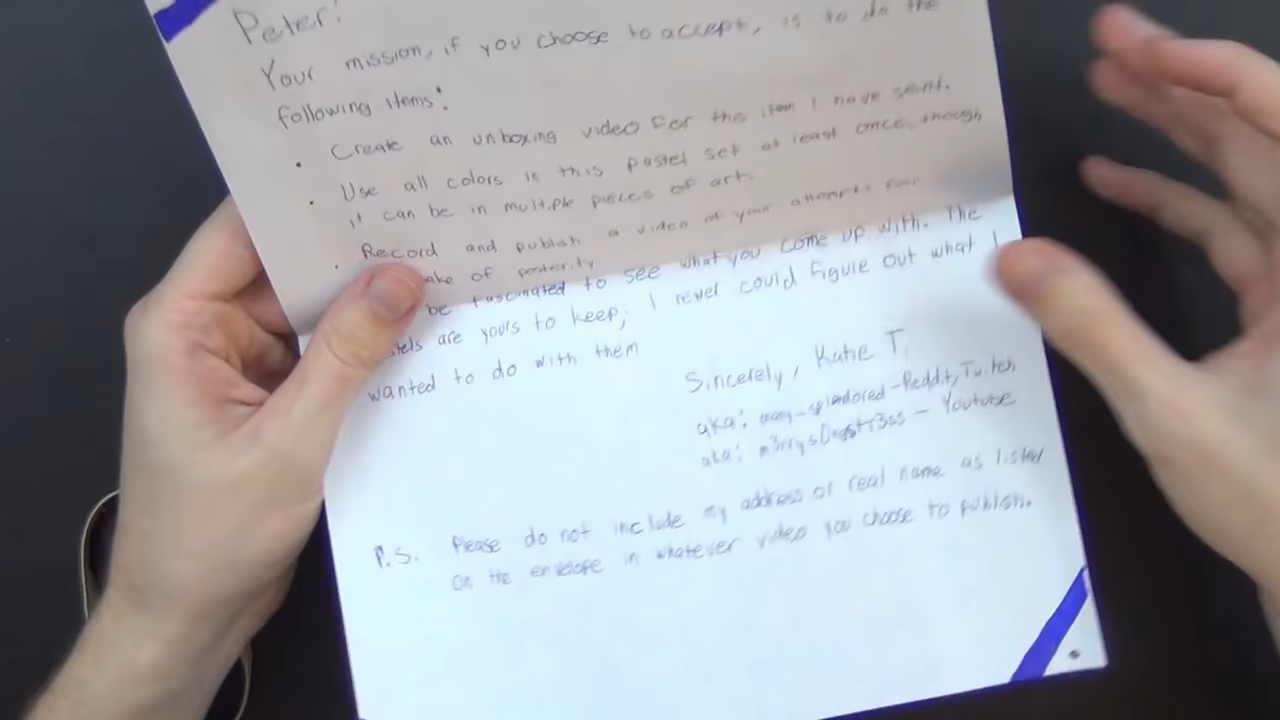 Peter:
Your mission, if you choose to accept, is to do the
following items:
• Create an unboxing video for the item I have sent.
• Use all colors in this pastel set at least once, though
it can be in multiple pieces of art.
• Record and publish a video of your attempts for
ake of posterity
be fascinated to see what you come up with. The
tels are yours to keep; I never could figure out what I
wanted to do with them
Sincerely, Katie T.
aka: many-splendored - Reddit, Twitch
aka: - Youtube
P.S. Please do not include my address or real name as listed
on the envelope in whatever video you choose to publish.